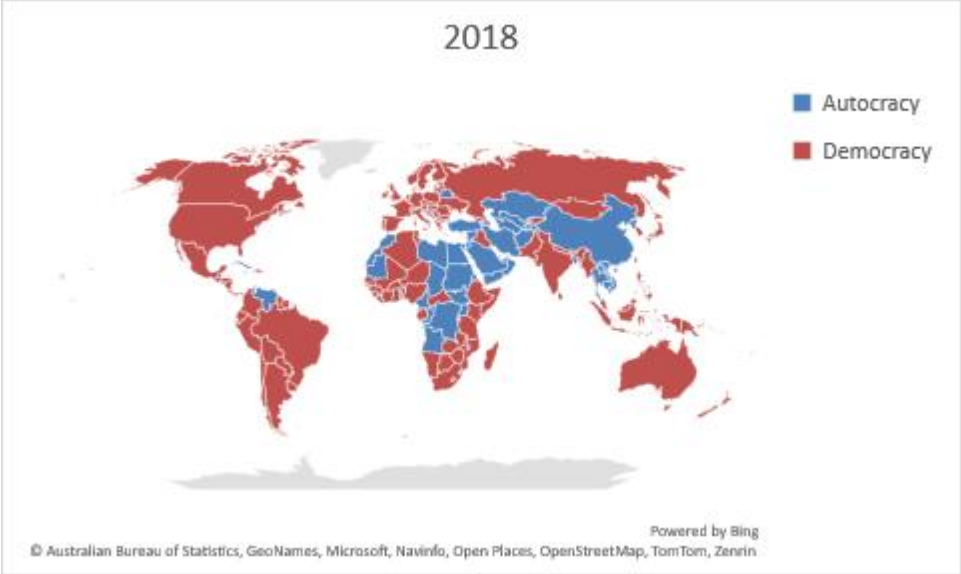 2018
Autocracy
Democracy
Powered by Bing
© Australian Bureau of Statistics, GeoNames, Microsoft, Navinfo, Open Places, OpenStreetMap, TomTom, Zenrin